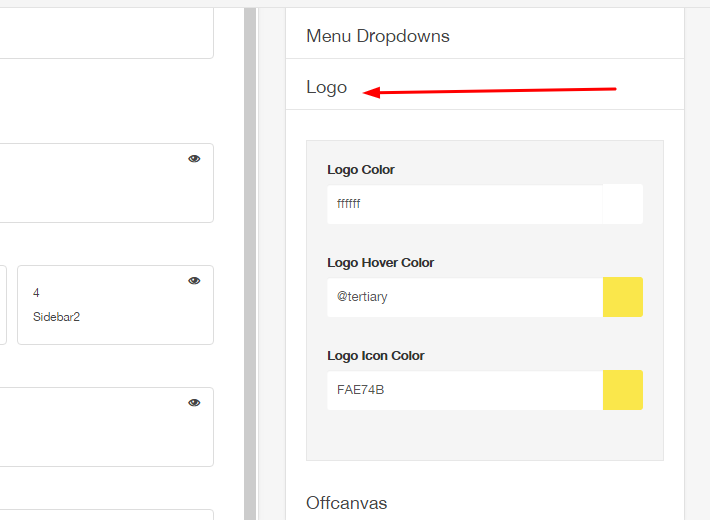 4
Sidebar2
Menu Dropdowns
Logo
Logo Color
ffffff
Logo Hover Color
@tertiary
Logo Icon Color
FAE74B
Offcanvas